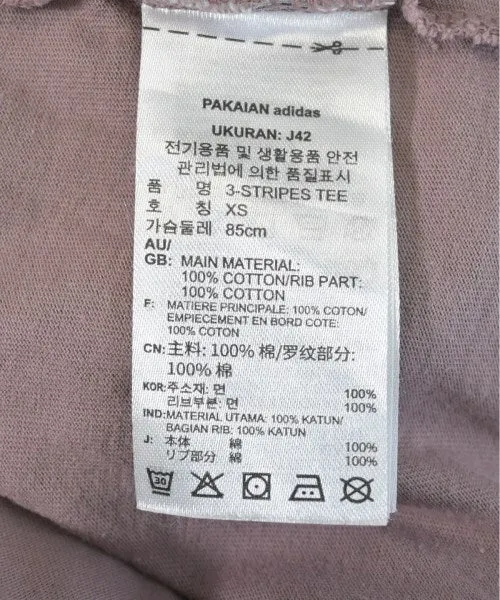 PAKAIAN adidas
UKURAN: J42
전기용품 및 생활용품 안전
관리법에 의한 품질표시
품 명 3-STRIPES TEE
호 칭 XS
가슴둘레 85cm
AU/
GB: MAIN MATERIAL:
100% COTTON/RIB PART:
100% COTTON
F: MATIERE PRINCIPALE: 100% COTON/
EMPIECEMENT EN BORD COTE:
100% COTON
CN: 主料: 100% 棉/罗纹部分:
100% 棉
KOR: 주소재: 면 100%
리브부분: 면 100%
IND: MATERIAL UTAMA: 100% KATUN/
BAGIAN RIB: 100% KATUN
J: 本体 綿 100%
リブ部分 綿 100%
30